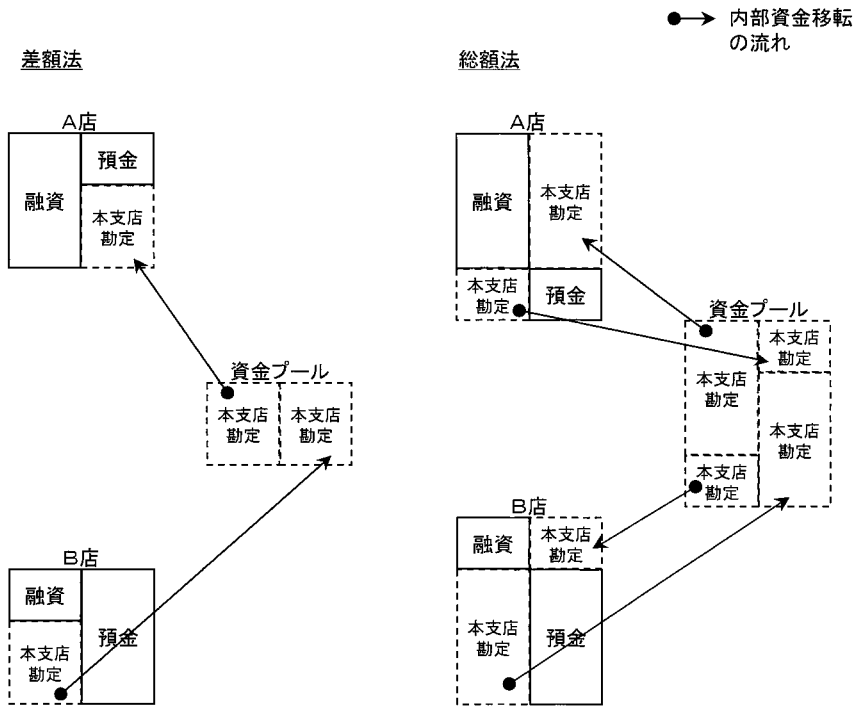 内部資金移転
の流れ
差額法
A店
融資
預金
本支店
勘定
資金プール
本支店
勘定
本支店
勘定
B店
融資
預金
本支店
勘定
総額法
A店
融資
本支店
勘定
本支店
勘定
預金
資金プール
本支店
勘定
本支店
勘定
本支店
勘定
本支店
勘定
B店
融資
本支店
勘定
本支店
勘定
預金